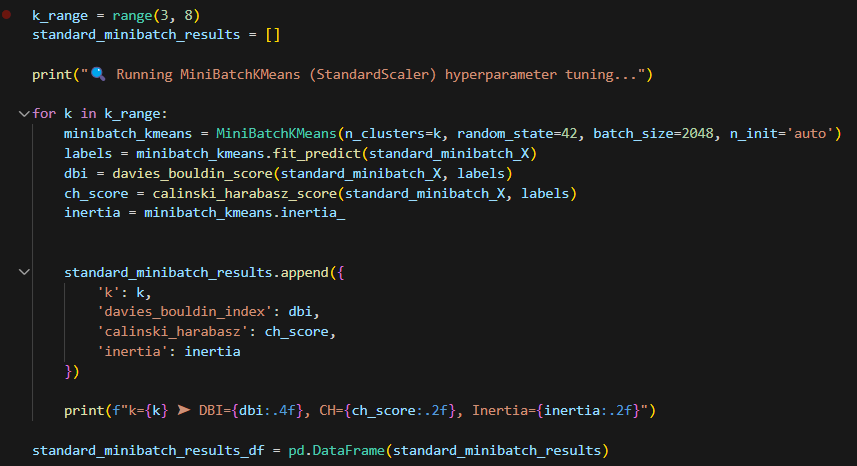 k_range = range(3, 8)
standard_minibatch_results = []
print("🔍 Running MiniBatchKMeans (StandardScaler) hyperparameter tuning...")
for k in k_range:
    minibatch_kmeans = MiniBatchKMeans(n_clusters=k, random_state=42, batch_size=2048, n_init='auto')
    labels = minibatch_kmeans.fit_predict(standard_minibatch_X)
    dbi = davies_bouldin_score(standard_minibatch_X, labels)
    ch_score = calinski_harabasz_score(standard_minibatch_X, labels)
    inertia = minibatch_kmeans.inertia_
    standard_minibatch_results.append({
        'k': k,
        'davies_bouldin_index': dbi,
        'calinski_harabasz': ch_score,
        'inertia': inertia
    })
    print(f"k={k} ➤ DBI={dbi:.4f}, CH={ch_score:.2f}, Inertia={inertia:.2f}")
standard_minibatch_results_df = pd.DataFrame(standard_minibatch_results)